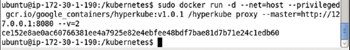 ubuntu@ip-172-30-1-190:/kubernetes$ sudo docker run -d --net=host --privileged
gcr.io/google_containers/hyperkube:v1.0.1 /hyperkube proxy --master=http://12
7.0.0.1:8080 --v=2
ce152e8ae0ac60766381ee4a7925e82e4ebfee48bdf7bae81d7b71e24c1edb60
ubuntu@ip-172-30-1-190:/kubernetes$